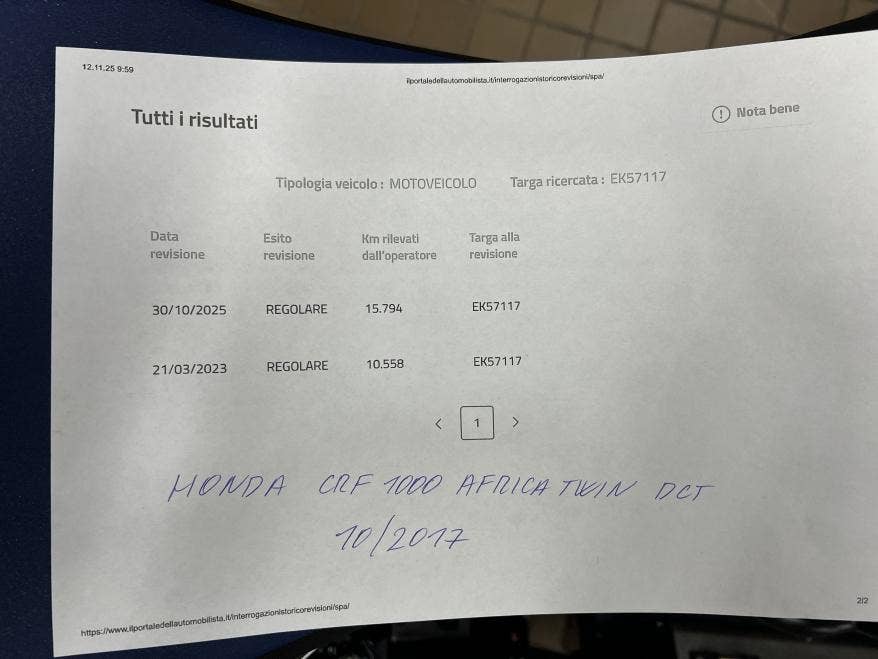 12.11.25 9:59
ilportaledellautomobilista.it/interrogazionistoricorevisioni/spa/
Tutti i risultati
! Nota bene
Tipologia veicolo : MOTOVEICOLO Targa ricercata : EK57117
Data revisione Esito revisione Km rilevati dall'operatore Targa alla revisione
30/10/2025 REGOLARE 15.794 EK57117
21/03/2023 REGOLARE 10.558 EK57117
< 1 >
HONDA CRF 1000 AFRICA TWIN DCT
10/2017
https://www.ilportaledellautomobilista.it/interrogazionistoricorevisioni/spa/
2/2